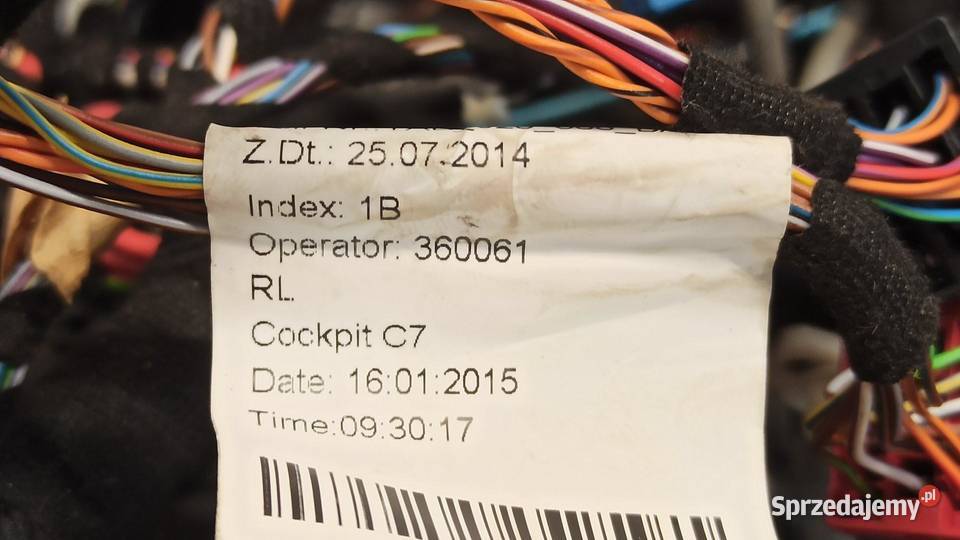 Z.Dt.: 25.07.2014
Index: 1B
Operator: 360061
RL
Cockpit C7
Date: 16:01:2015
Time:09:30:17
Sprzedajemy.pl